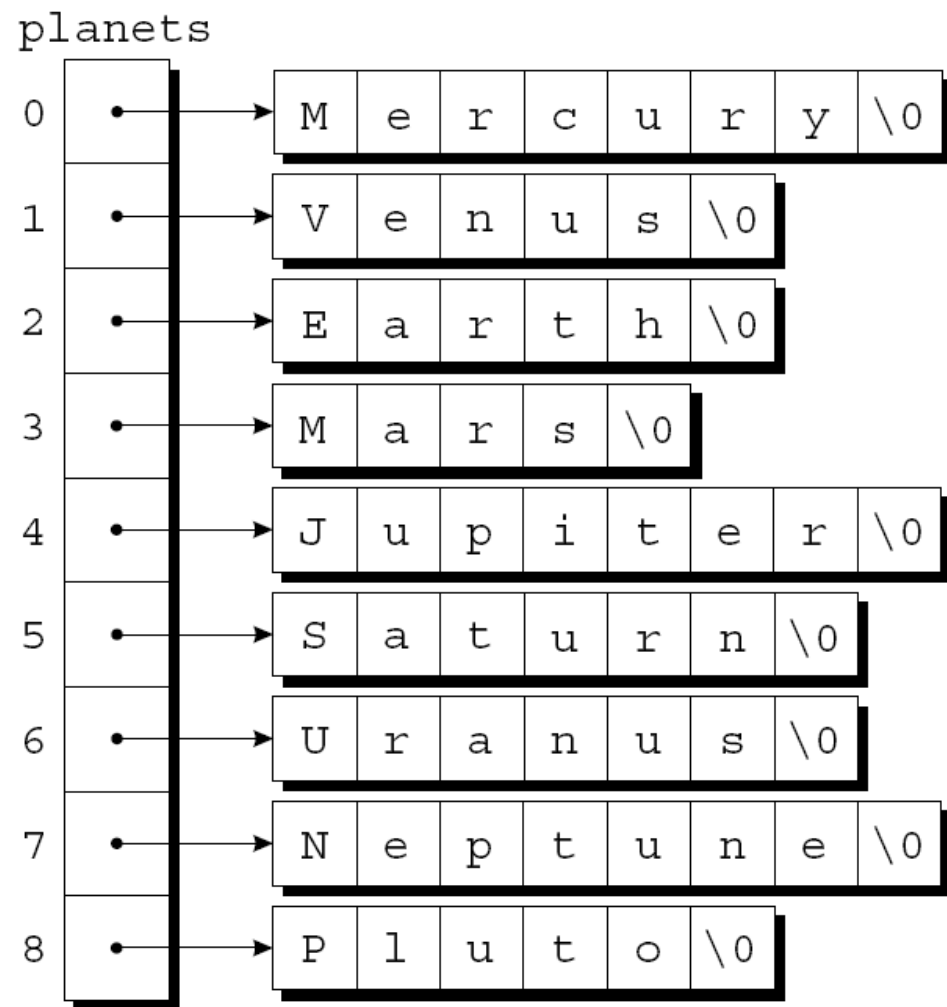 planets
0 M e r c u r y \0
1 V e n u s \0
2 E a r t h \0
3 M a r s \0
4 J u p i t e r \0
5 S a t u r n \0
6 U r a n u s \0
7 N e p t u n e \0
8 P l u t o \0